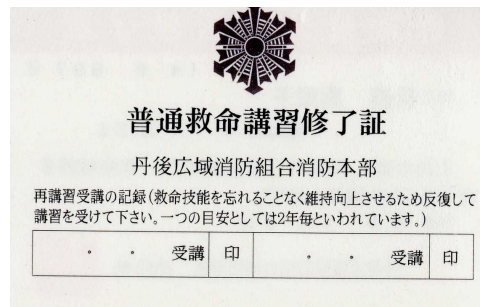 普通救命講習修了証
丹後広域消防組合消防本部
再講習受講の記録(救命技能を忘れることなく維持向上させるため反復して
講習を受けて下さい。一つの目安としては2年毎といわれています。)
・ ・ 受講 印 ・ ・ 受講 印